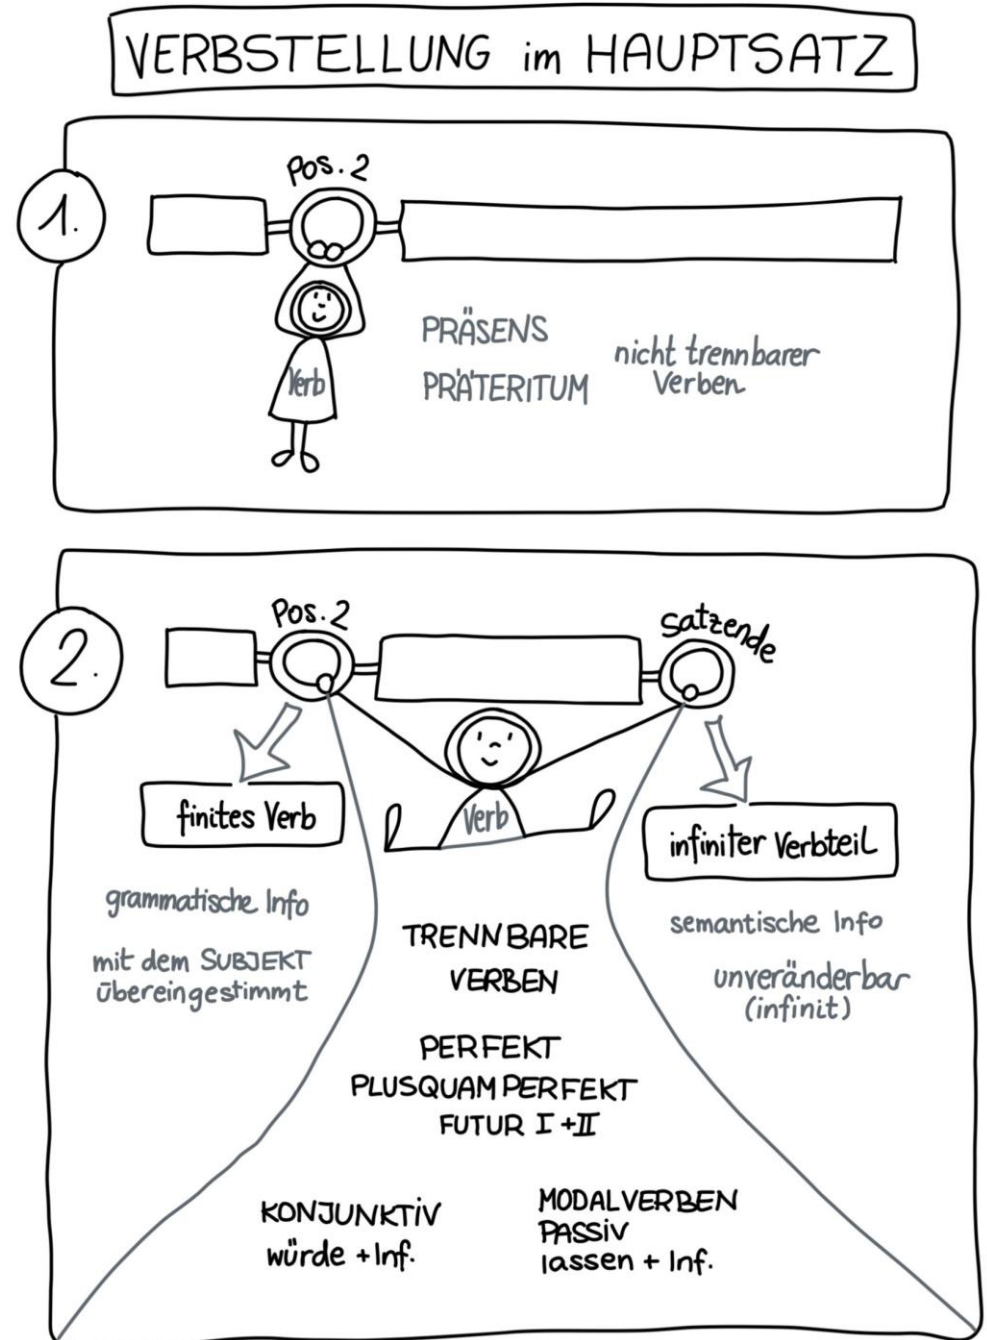 VERBSTELLUNG im HAUPTSATZ
1.
Pos. 2
Verb
PRÄSENS
PRÄTERITUM
nicht trennbarer
Verben
2.
Pos. 2
Satzende
finites Verb
Verb
infiniter Verbteil
grammatische Info
mit dem SUBJEKT
übereingestimmt
semantische Info
unveränderbar
(infinit)
TRENNBARE
VERBEN
PERFEKT
PLUSQUAMPERFEKT
FUTUR I + II
KONJUNKTIV
würde + Inf.
MODALVERBEN
PASSIV
lassen + Inf.